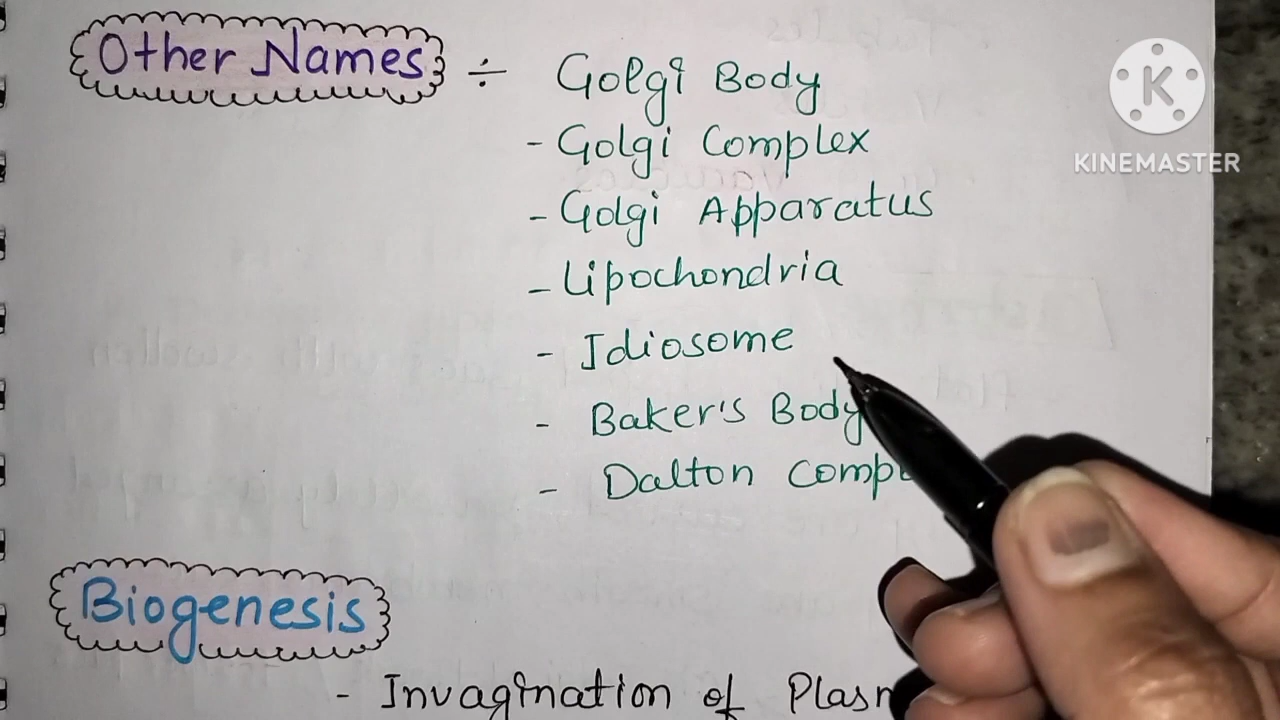 Other Names ÷ Golgi Body
- Golgi Complex
- Golgi Apparatus
- Lipochondria
- Idiosome
- Baker's Body
- Dalton
Biogenesis
- Invagination of
K
KINEMASTER